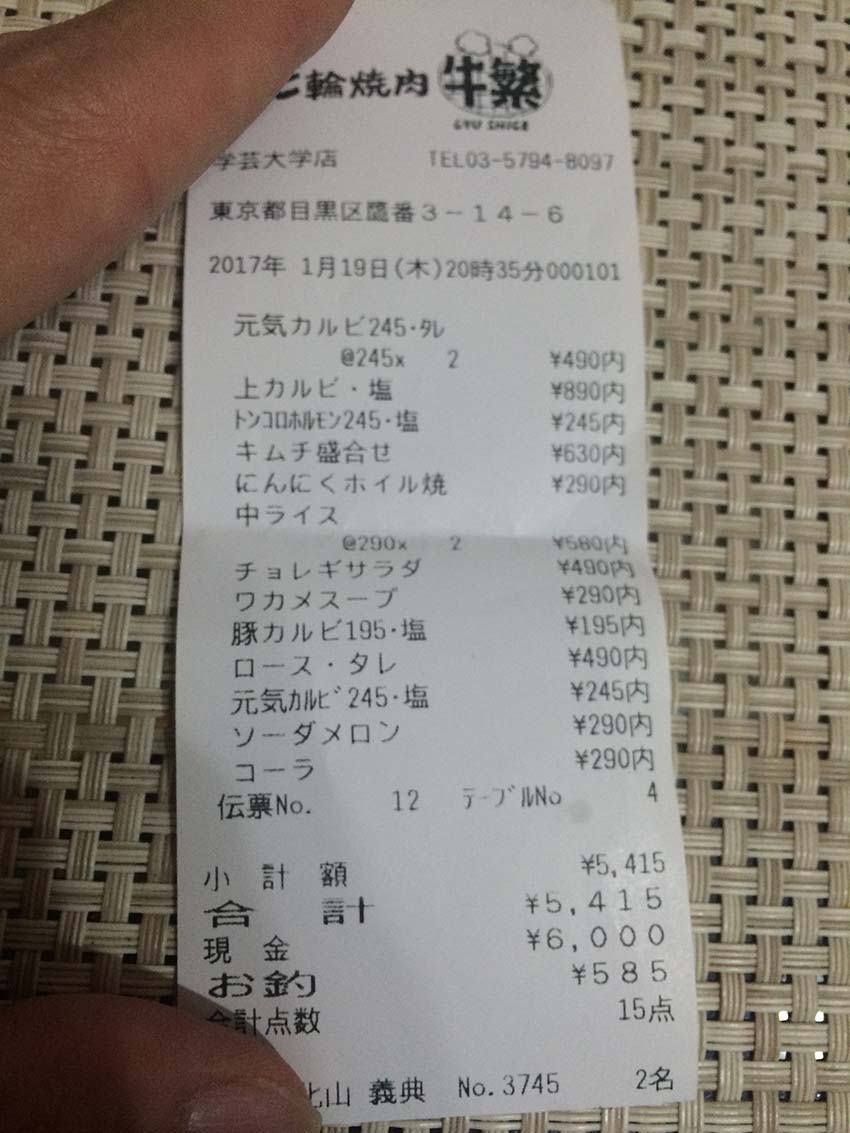 七輪焼肉 牛繁
GYU SHIGE
学芸大学店 TEL03-5794-8097
東京都目黒区鷹番3-14-6
2017年 1月19日(木)20時35分000101
元気カルビ245・タレ
@245x 2 ¥490内
上カルビ・塩 ¥890内
トンコロホルモン245・塩 ¥245内
キムチ盛合せ ¥630内
にんにくホイル焼 ¥290内
中ライス
@290x 2 ¥580内
チョレギサラダ ¥490内
ワカメスープ ¥290内
豚カルビ195・塩 ¥195内
ロース・タレ ¥490内
元気カルビ245・塩 ¥245内
ソーダメロン ¥290内
コーラ ¥290内
伝票No. 12 テーブルNo 4
小計額 ¥5,415
合計 ¥5,415
現金 ¥6,000
お釣 ¥585
合計点数 15点
北山 義典 No.3745 2名